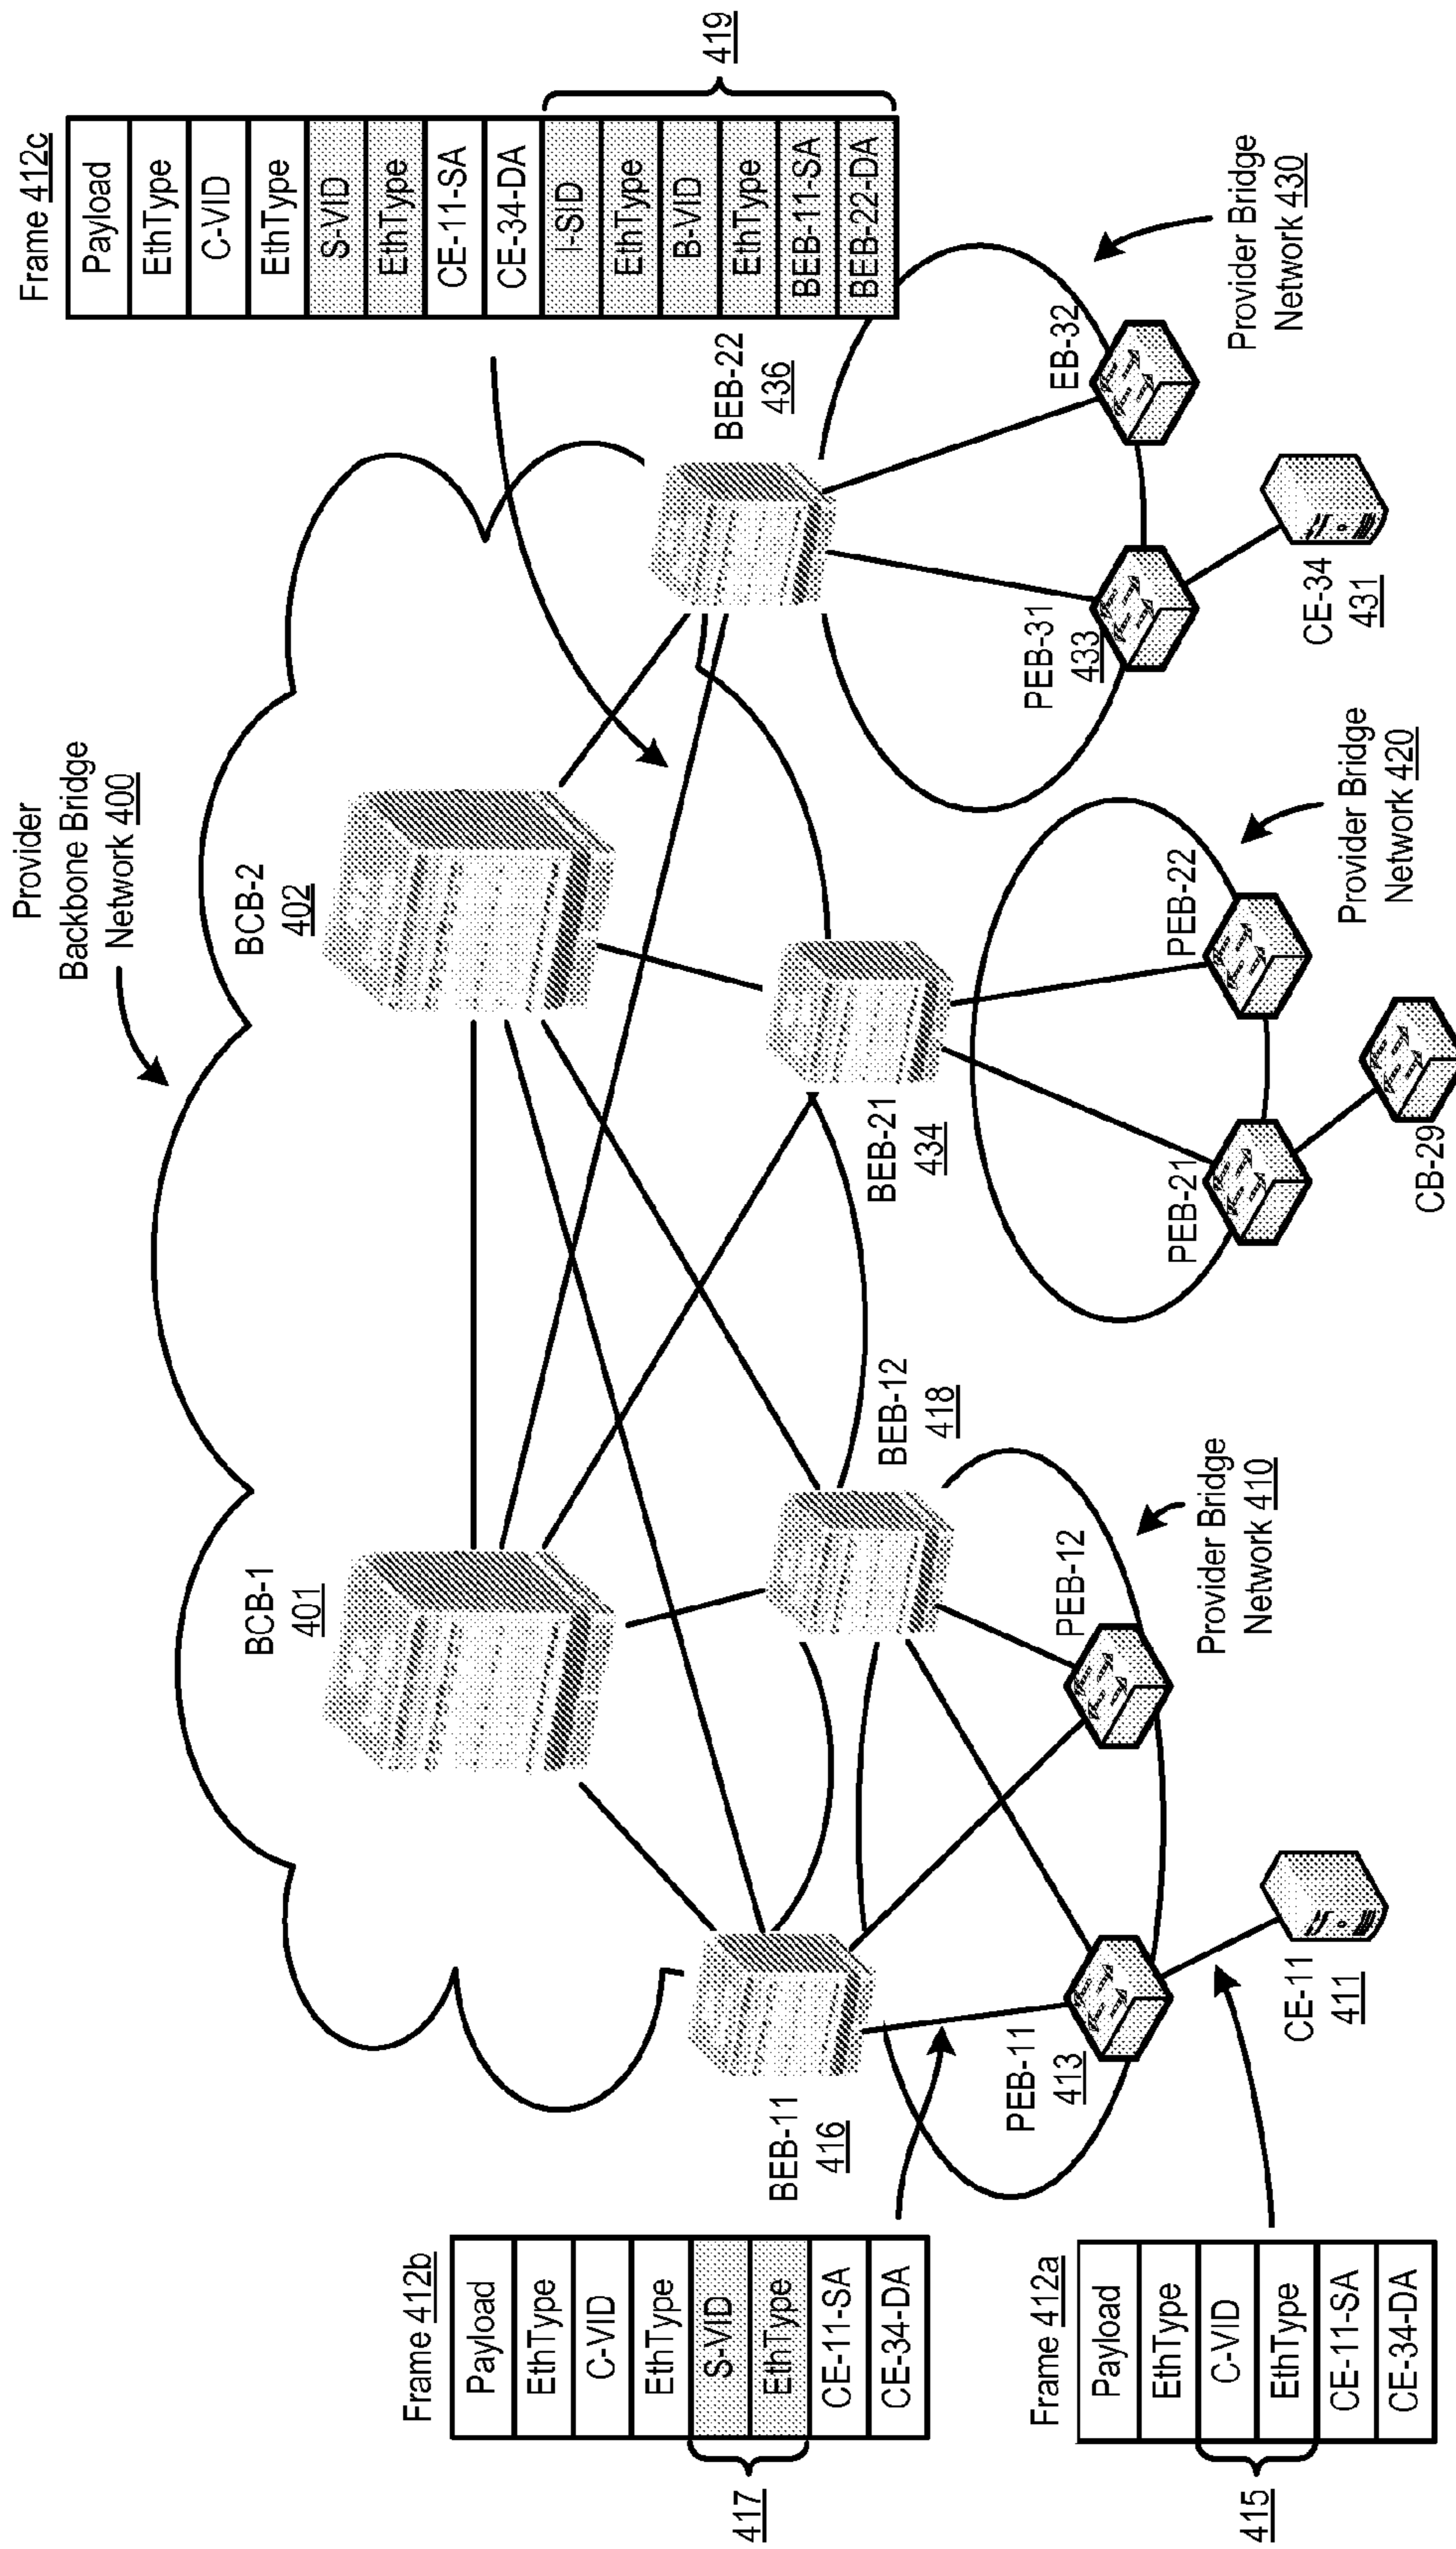 Provider
Backbone Bridge
Network 400
BCB-1
401
BCB-2
402
Frame 412c
Payload
EthType
C-VID
EthType
S-VID
EthType
CE-11-SA
CE-34-DA
I-SID
EthType
B-VID
EthType
BEB-11-SA
BEB-22-DA
419
Frame 412b
Payload
EthType
C-VID
EthType
S-VID
EthType
CE-11-SA
CE-34-DA
417
BEB-11
416
BEB-12
418
BEB-21
434
BEB-22
436
Frame 412a
Payload
EthType
C-VID
EthType
CE-11-SA
CE-34-DA
415
PEB-11
413
PEB-12
CE-11
411
Provider Bridge
Network 410
PEB-21
PEB-22
CB-29
Provider Bridge
Network 420
PEB-31
433
EB-32
CE-34
431
Provider Bridge
Network 430